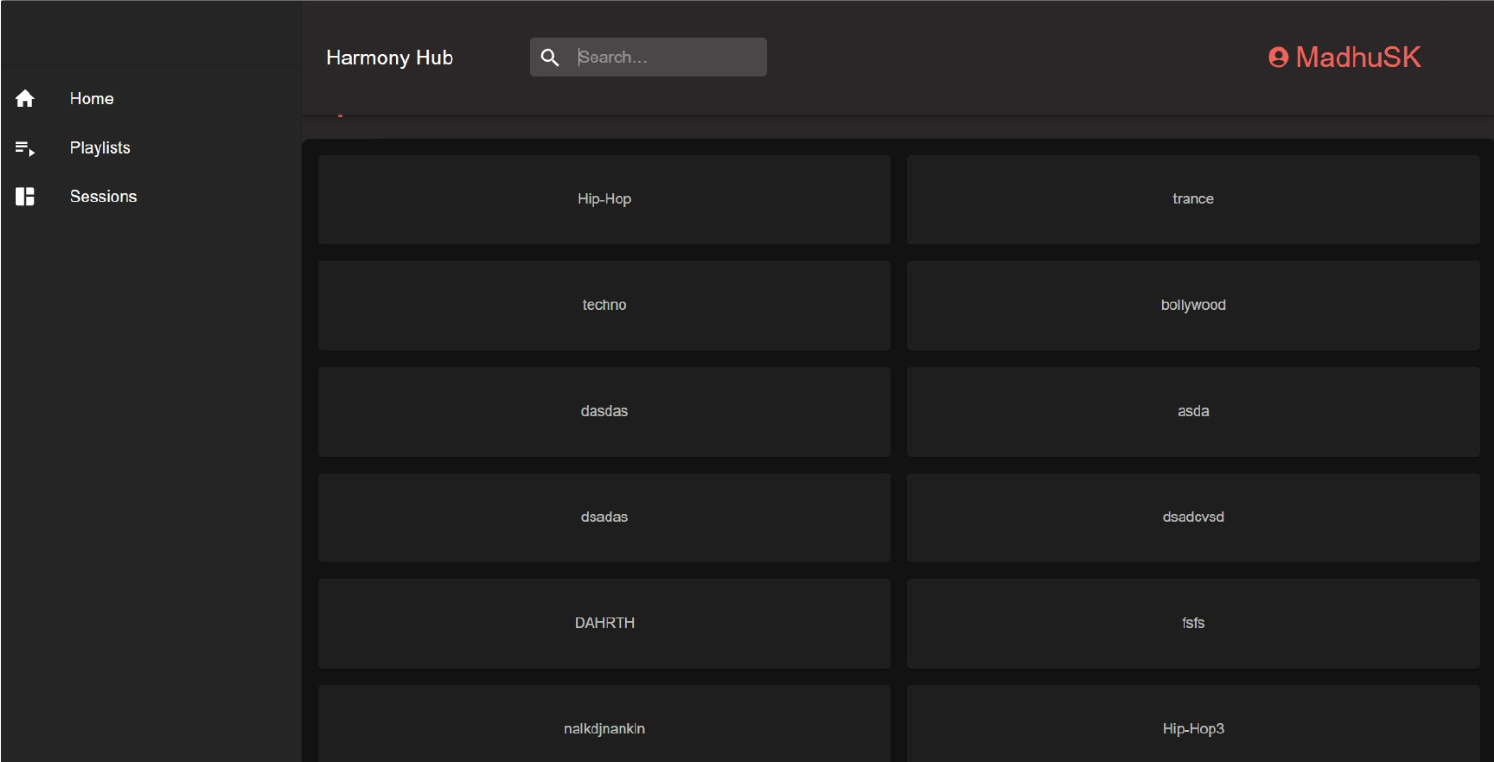 Harmony Hub
Search...
MadhuSK
Home
Playlists
Sessions
Hip-Hop
trance
techno
bollywood
dasdas
asda
dsadas
dsadcvsd
DAHRTH
fsfs
nalkdjnankln
Hip-Hop3